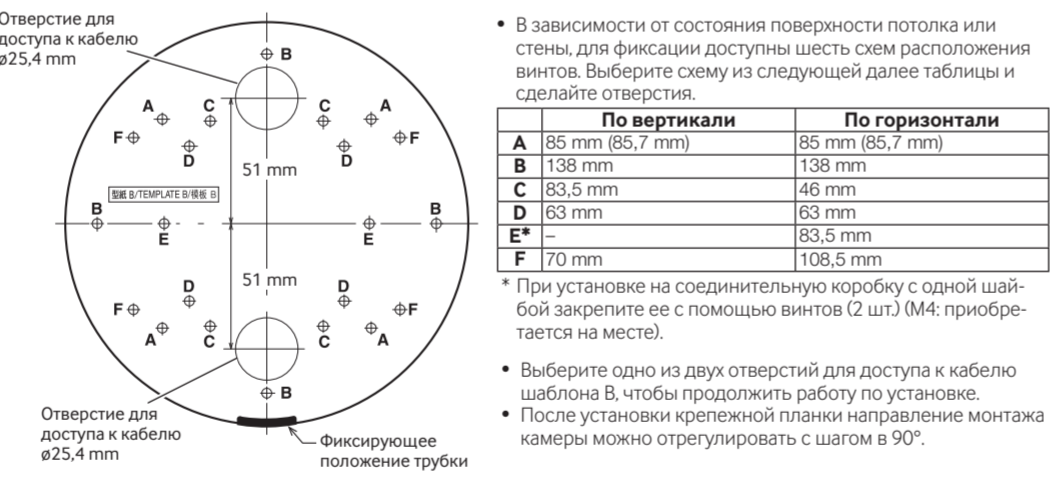 Отверстие для
доступа к кабелю
ø25,4 mm
B
A
C
C
A
F
D
D
F
51 mm
型紙 B/TEMPLATE B/模板 B
B
E
E
B
51 mm
D
D
F
A
C
C
A
F
B
Отверстие для
доступа к кабелю
ø25,4 mm
Фиксирующее
положение трубки
• В зависимости от состояния поверхности потолка или
стены, для фиксации доступны шесть схем расположения
винтов. Выберите схему из следующей далее таблицы и
сделайте отверстия.
По вертикали По горизонтали
A 85 mm (85,7 mm) 85 mm (85,7 mm)
B 138 mm 138 mm
C 83,5 mm 46 mm
D 63 mm 63 mm
E* – 83,5 mm
F 70 mm 108,5 mm
* При установке на соединительную коробку с одной шай-
бой закрепите ее с помощью винтов (2 шт.) (M4: приобре-
тается на месте).
• Выберите одно из двух отверстий для доступа к кабелю
шаблона B, чтобы продолжить работу по установке.
• После установки крепежной планки направление монтажа
камеры можно отрегулировать с шагом в 90°.